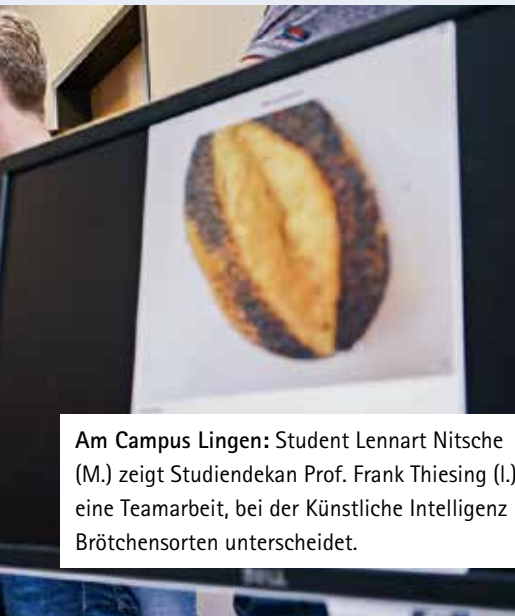 Am Campus Lingen: Student Lennart Nitsche
(M.) zeigt Studiendekan Prof. Frank Thiesing (l.)
eine Teamarbeit, bei der Künstliche Intelligenz
Brötchensorten unterscheidet.
DELL